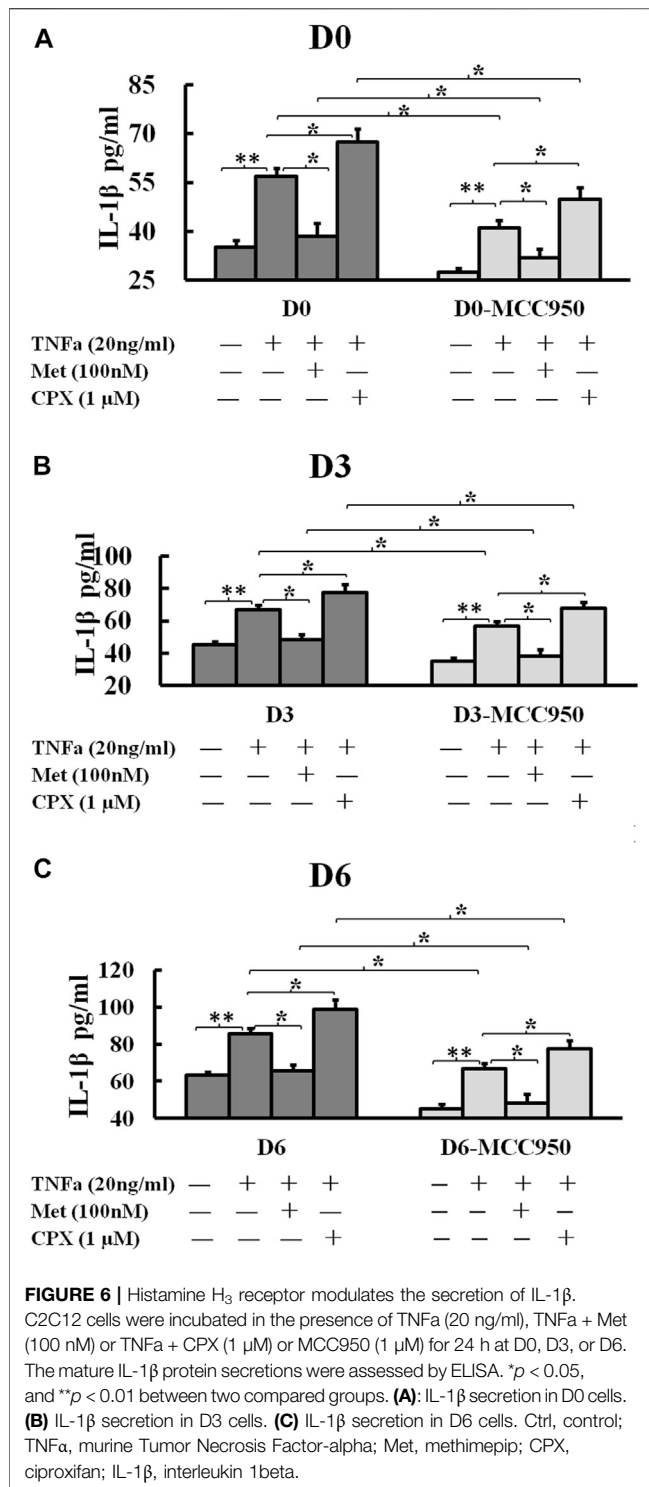 A
D0
IL-1β pg/ml
85
70
55
40
25
*
*
*
*
*
** *
** *
D0 D0-MCC950
TNFa (20ng/ml) — + + + — + + +
Met (100nM) — — + — — — + —
CPX (1 μM) — — — + — — — +
B
D3
IL-1β pg/ml
100
80
60
40
20
*
*
*
*
*
** *
** *
D3 D3-MCC950
TNFa (20ng/ml) — + + + — + + +
Met (100nM) — — + — — — + —
CPX (1 μM) — — — + — — — +
C
D6
IL-1β pg/ml
120
100
80
60
40
*
*
*
*
*
** *
** *
D6 D6-MCC950
TNFa (20ng/ml) — + + + – + + +
Met (100nM) — — + — – – + –
CPX (1 μM) — — — + – – – +
FIGURE 6 | Histamine H₃ receptor modulates the secretion of IL-1β.
C2C12 cells were incubated in the presence of TNFa (20 ng/ml), TNFa + Met
(100 nM) or TNFa + CPX (1 μM) or MCC950 (1 μM) for 24 h at D0, D3, or D6.
The mature IL-1β protein secretions were assessed by ELISA. *p < 0.05,
and **p < 0.01 between two compared groups. (A): IL-1β secretion in D0 cells.
(B) IL-1β secretion in D3 cells. (C) IL-1β secretion in D6 cells. Ctrl, control;
TNFα, murine Tumor Necrosis Factor-alpha; Met, methimepip; CPX,
ciproxifan; IL-1β, interleukin 1beta.